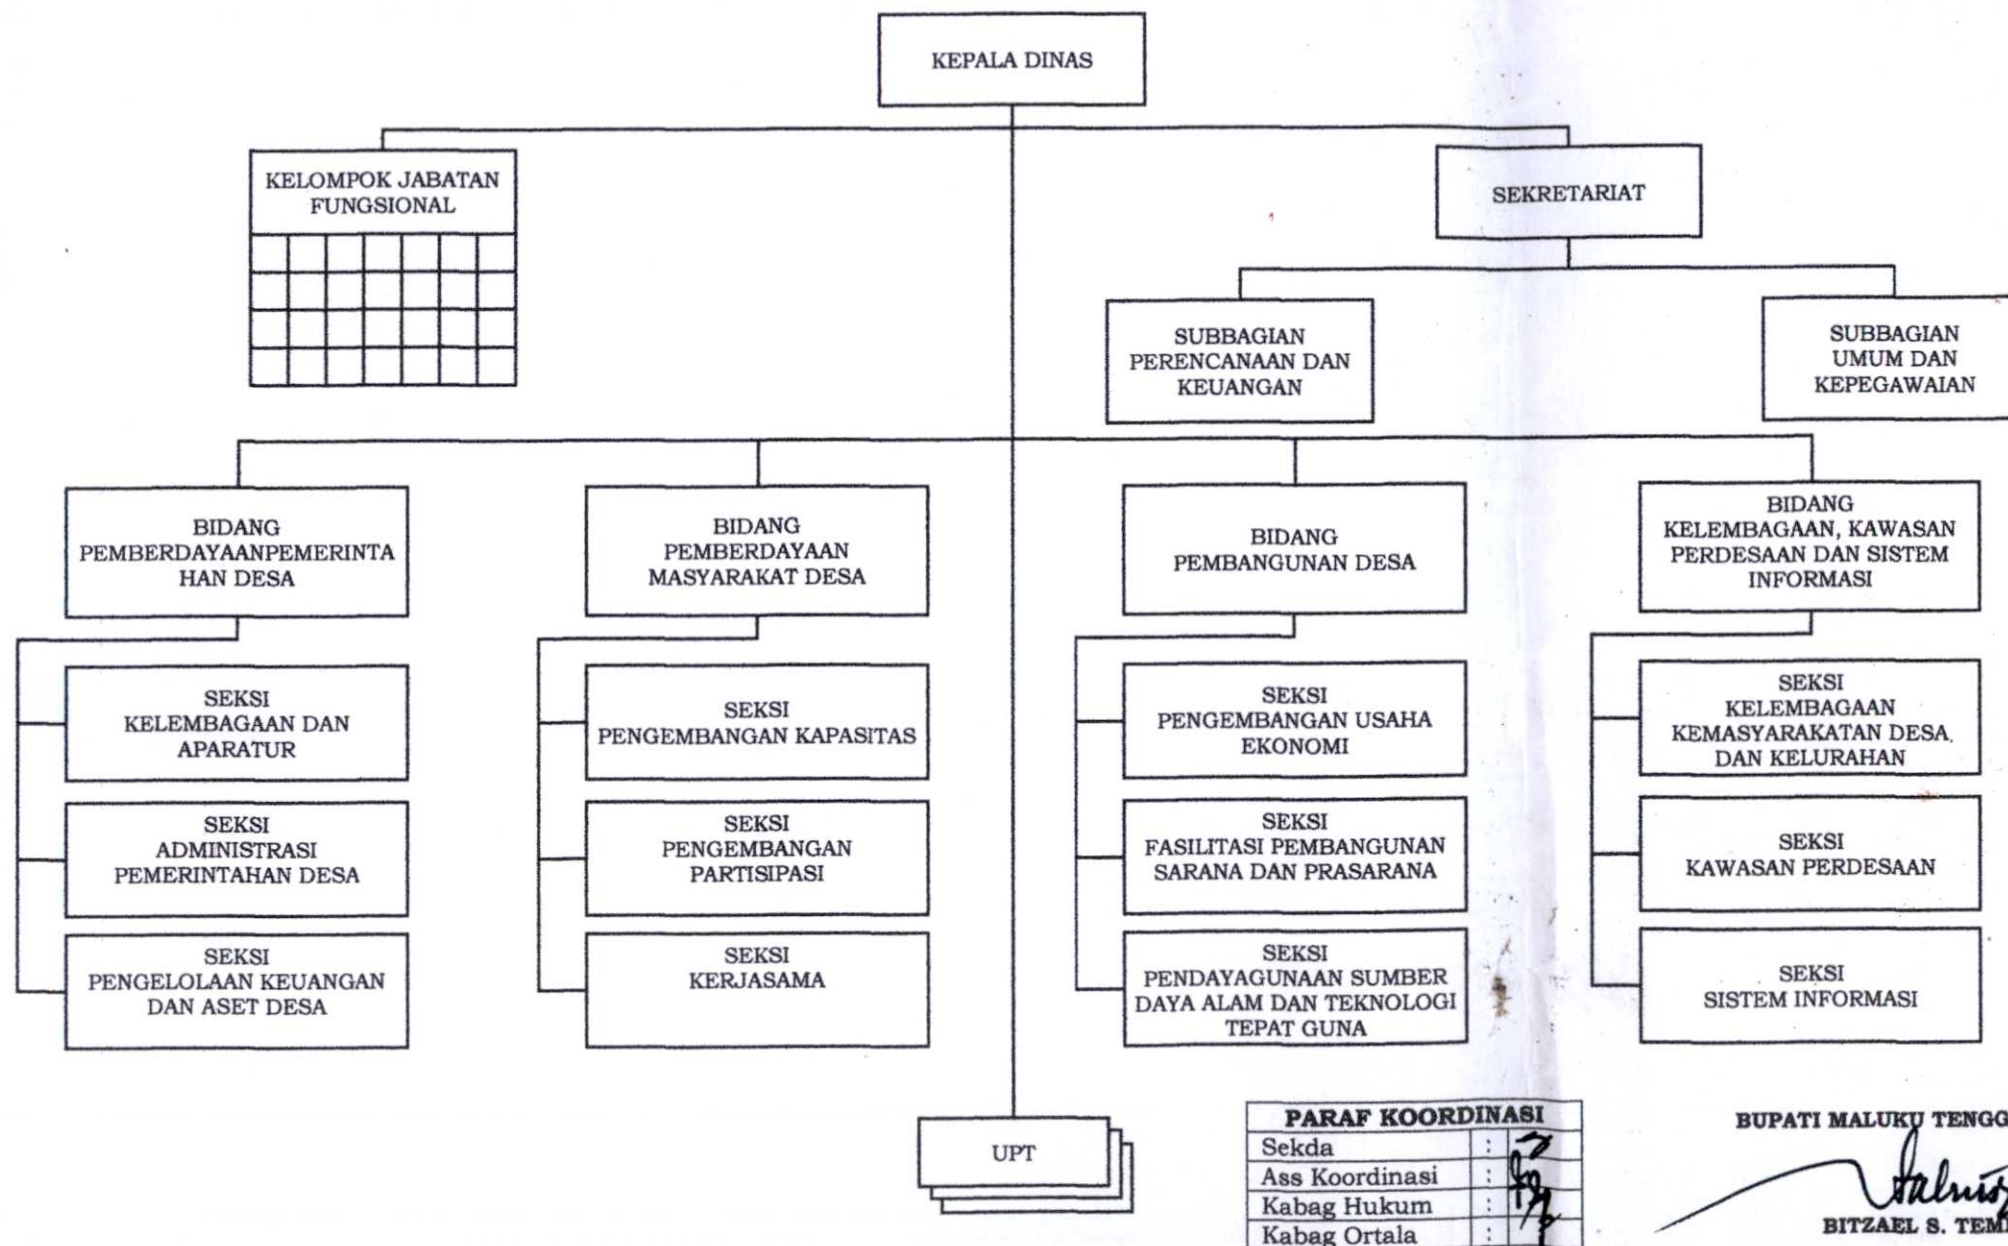 KEPALA DINAS
KELOMPOK JABATAN
FUNGSIONAL
SEKRETARIAT
SUBBAGIAN
PERENCANAAN DAN
KEUANGAN
SUBBAGIAN
UMUM DAN
KEPEGAWAIAN
BIDANG
PEMBERDAYAANPEMERINTA
HAN DESA
BIDANG
PEMBERDAYAAN
MASYARAKAT DESA
BIDANG
PEMBANGUNAN DESA
BIDANG
KELEMBAGAAN, KAWASAN
PERDESAAN DAN SISTEM
INFORMASI
SEKSI
KELEMBAGAAN DAN
APARATUR
SEKSI
PENGEMBANGAN KAPASITAS
SEKSI
PENGEMBANGAN USAHA
EKONOMI
SEKSI
KELEMBAGAAN
KEMASYARAKATAN DESA
DAN KELURAHAN
SEKSI
ADMINISTRASI
PEMERINTAHAN DESA
SEKSI
PENGEMBANGAN
PARTISIPASI
SEKSI
FASILITASI PEMBANGUNAN
SARANA DAN PRASARANA
SEKSI
KAWASAN PERDESAAN
SEKSI
PENGELOLAAN KEUANGAN
DAN ASET DESA
SEKSI
KERJASAMA
SEKSI
PENDAYAGUNAAN SUMBER
DAYA ALAM DAN TEKNOLOGI
TEPAT GUNA
SEKSI
SISTEM INFORMASI
UPT
PARAF KOORDINASI
Sekda :
Ass Koordinasi :
Kabag Hukum :
Kabag Ortala :
BUPATI MALUKU TENGG
BITZAEL S. TEM